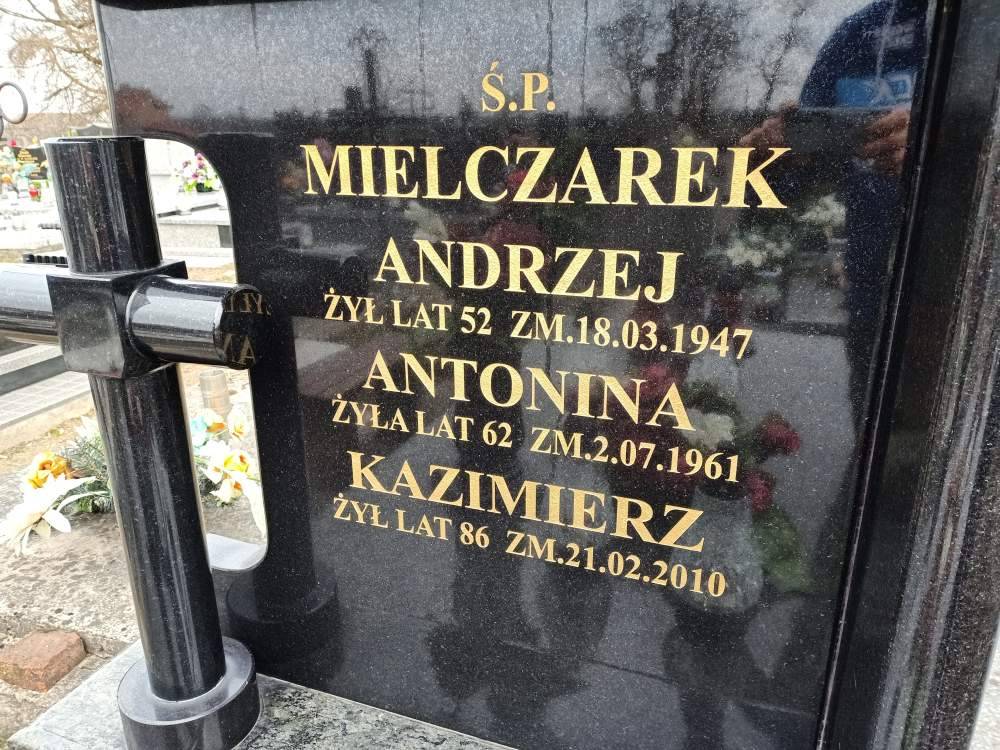 Ś.P.
MIELCZAREK
ANDRZEJ
ŻYŁ LAT 52 ZM.18.03.1947
ANTONINA
ŻYŁA LAT 62 ZM.2.07.1961
KAZIMIERZ
ŻYŁ LAT 86 ZM.21.02.2010